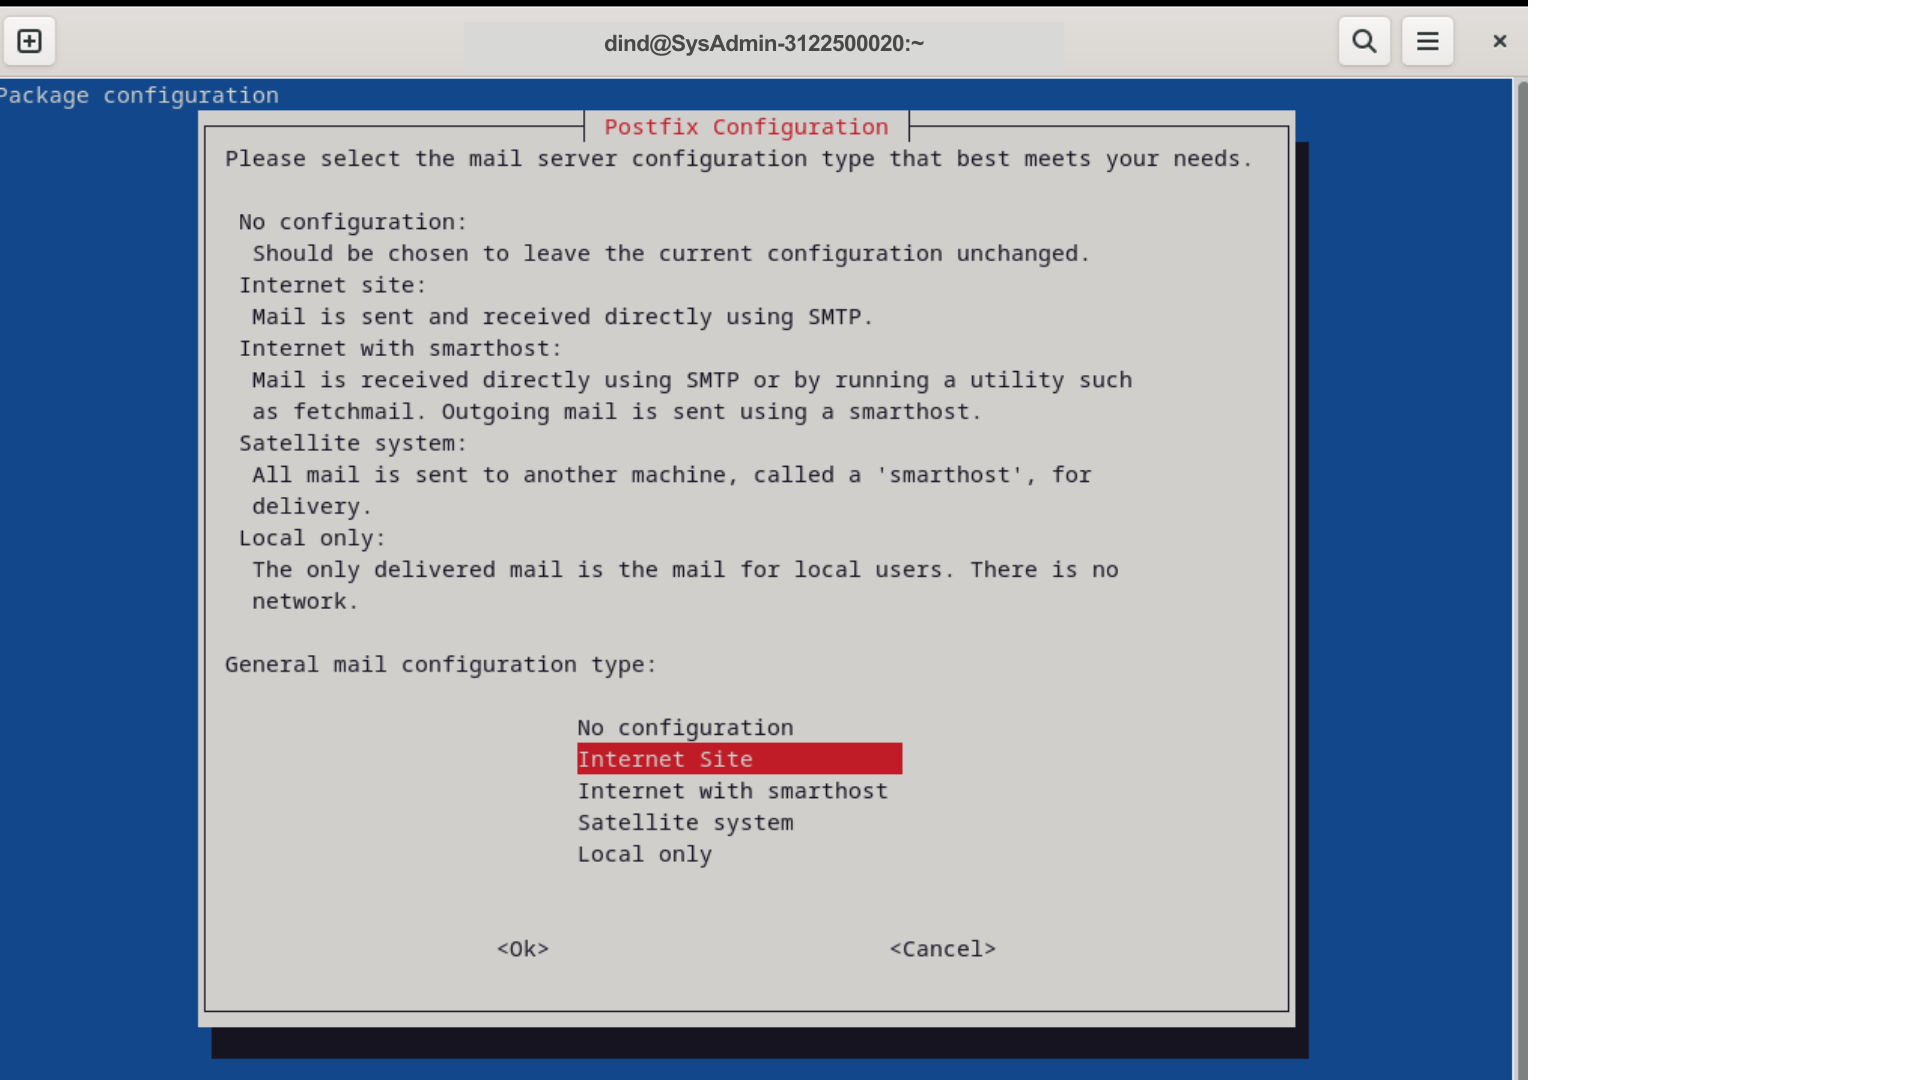 dind@SysAdmin-3122500020:~
Package configuration
Postfix Configuration
Please select the mail server configuration type that best meets your needs.
No configuration:
Should be chosen to leave the current configuration unchanged.
Internet site:
Mail is sent and received directly using SMTP.
Internet with smarthost:
Mail is received directly using SMTP or by running a utility such
as fetchmail. Outgoing mail is sent using a smarthost.
Satellite system:
All mail is sent to another machine, called a 'smarthost', for
delivery.
Local only:
The only delivered mail is the mail for local users. There is no
network.
General mail configuration type:
No configuration
Internet Site
Internet with smarthost
Satellite system
Local only
<Ok> <Cancel>